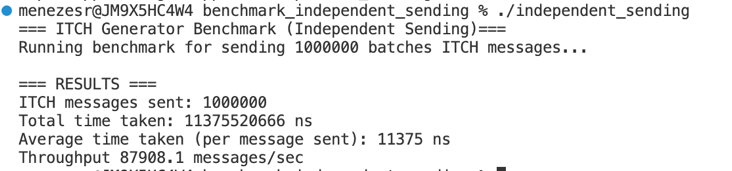 menezesr@JM9X5HC4W4 benchmark_independent_sending % ./independent_sending
=== ITCH Generator Benchmark (Independent Sending)===
Running benchmark for sending 1000000 batches ITCH messages...
=== RESULTS ===
ITCH messages sent: 1000000
Total time taken: 11375520666 ns
Average time taken (per message sent): 11375 ns
Throughput 87908.1 messages/sec